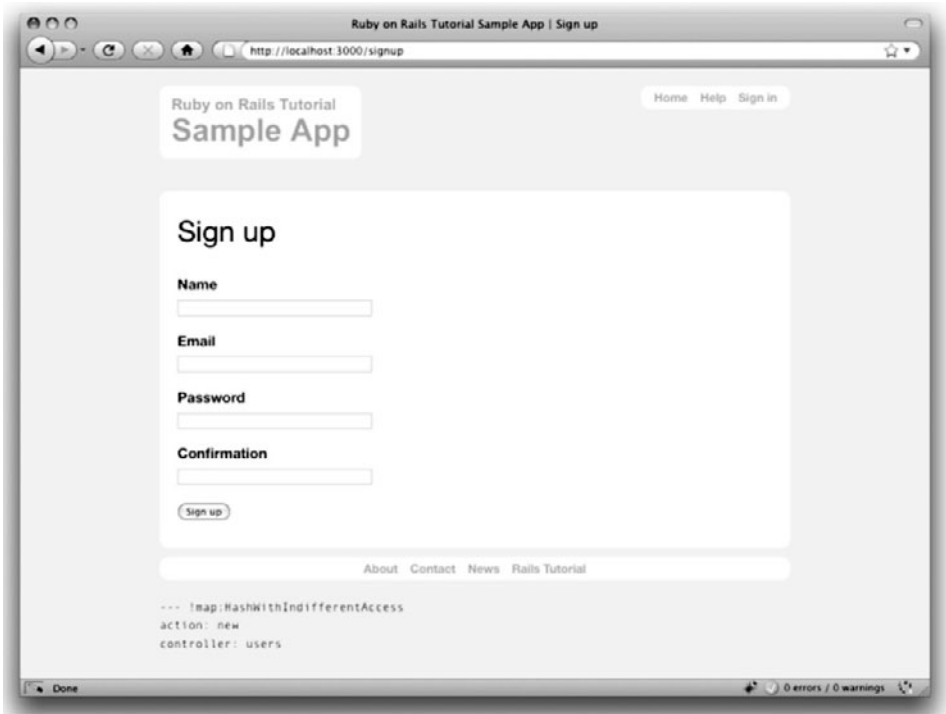 Ruby on Rails Tutorial Sample App | Sign up
http://localhost:3000/signup
Ruby on Rails Tutorial
Sample App
Home Help Sign in
Sign up
Name
Email
Password
Confirmation
Sign up
About Contact News Rails Tutorial
--- !map:HashWithIndifferentAccess
action: new
controller: users
Done
0 errors / 0 warnings